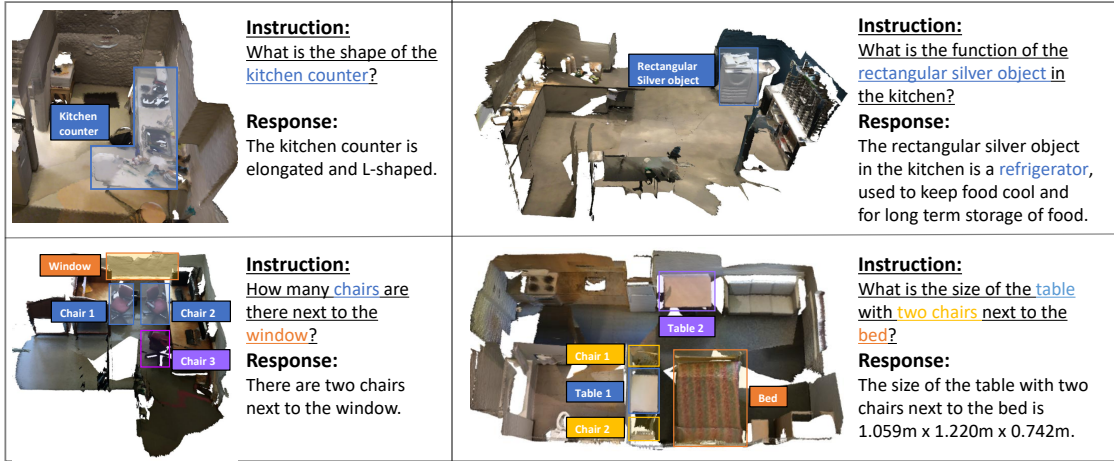 Kitchen
counter
Instruction:
What is the shape of the
kitchen counter?
Response:
The kitchen counter is
elongated and L-shaped.
Rectangular
Silver object
Instruction:
What is the function of the
rectangular silver object in
the kitchen?
Response:
The rectangular silver object
in the kitchen is a refrigerator,
used to keep food cool and
for long term storage of food.
Window
Chair 1
Chair 2
Chair 3
Instruction:
How many chairs are
there next to the
window?
Response:
There are two chairs
next to the window.
Table 2
Chair 1
Table 1
Bed
Chair 2
Instruction:
What is the size of the table
with two chairs next to the
bed?
Response:
The size of the table with two
chairs next to the bed is
1.059m x 1.220m x 0.742m.